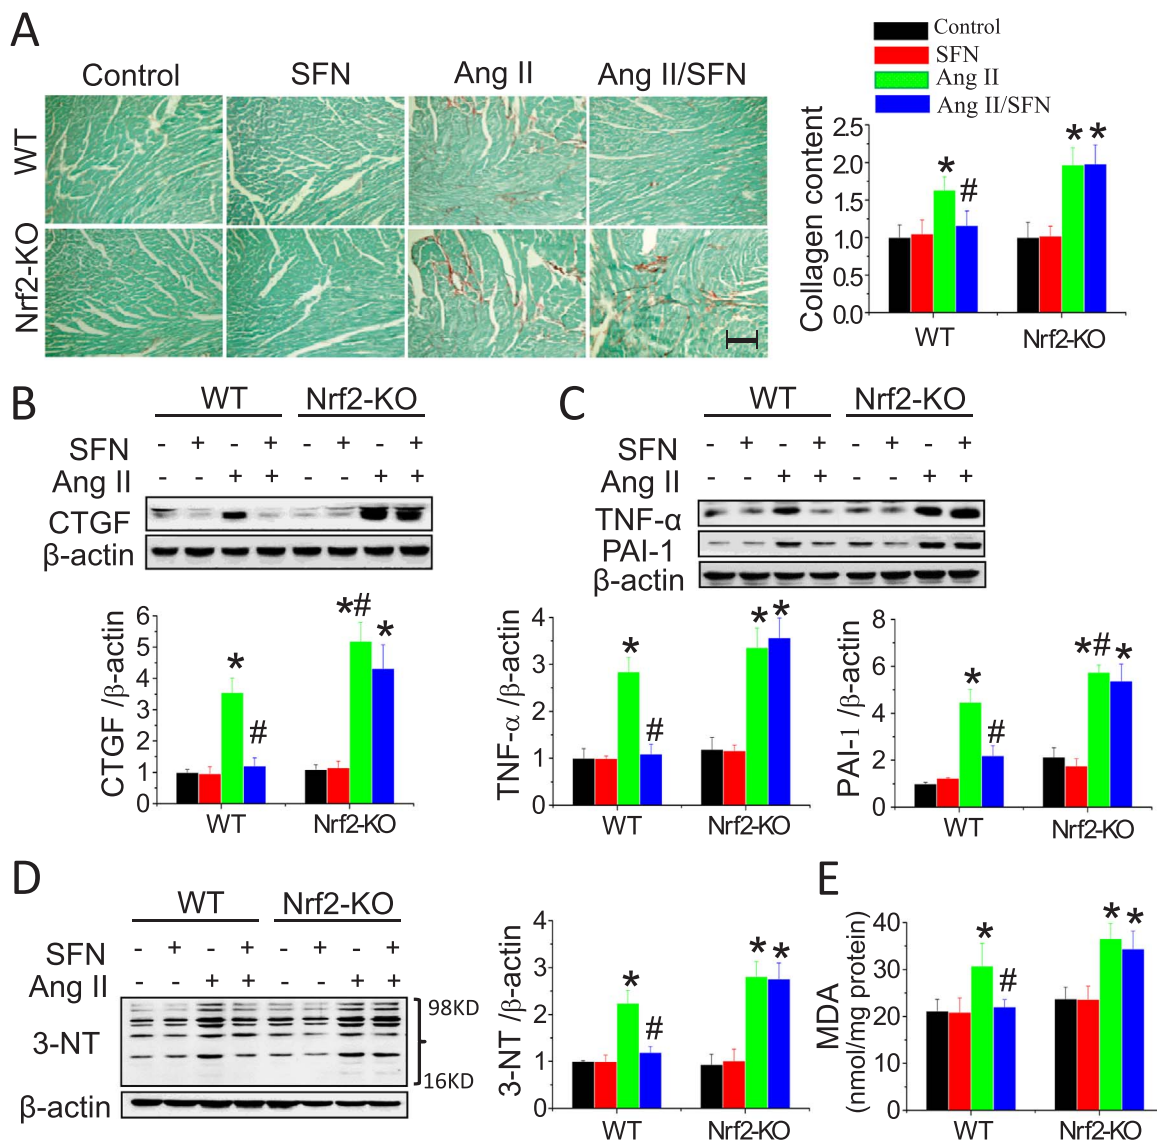 A
Control
SFN
Ang II
Ang II/SFN
WT
Nrf2-KO
Control
SFN
Ang II
Ang II/SFN
Collagen content
2.5
2.0
1.5
1.0
0.5
0.0
* # * *
WT Nrf2-KO
B
WT Nrf2-KO
SFN - + - + - + - +
Ang II - - + + - - + +
CTGF
β-actin
CTGF /β-actin
6
5
4
3
2
1
0
* # *# *
WT Nrf2-KO
C
WT Nrf2-KO
SFN - + - + - + - +
Ang II - - + + - - + +
TNF-α
PAI-1
β-actin
TNF-α /β-actin
4
3
2
1
0
* # * *
WT Nrf2-KO
PAI-1 /β-actin
8
6
4
2
0
* # *# *
WT Nrf2-KO
D
WT Nrf2-KO
SFN - + - + - + - +
Ang II - - + + - - + +
3-NT
98KD
16KD
β-actin
3-NT /β-actin
4
3
2
1
0
* # * *
WT Nrf2-KO
E
MDA
(nmol/mg protein)
40
30
20
10
0
* # * *
WT Nrf2-KO